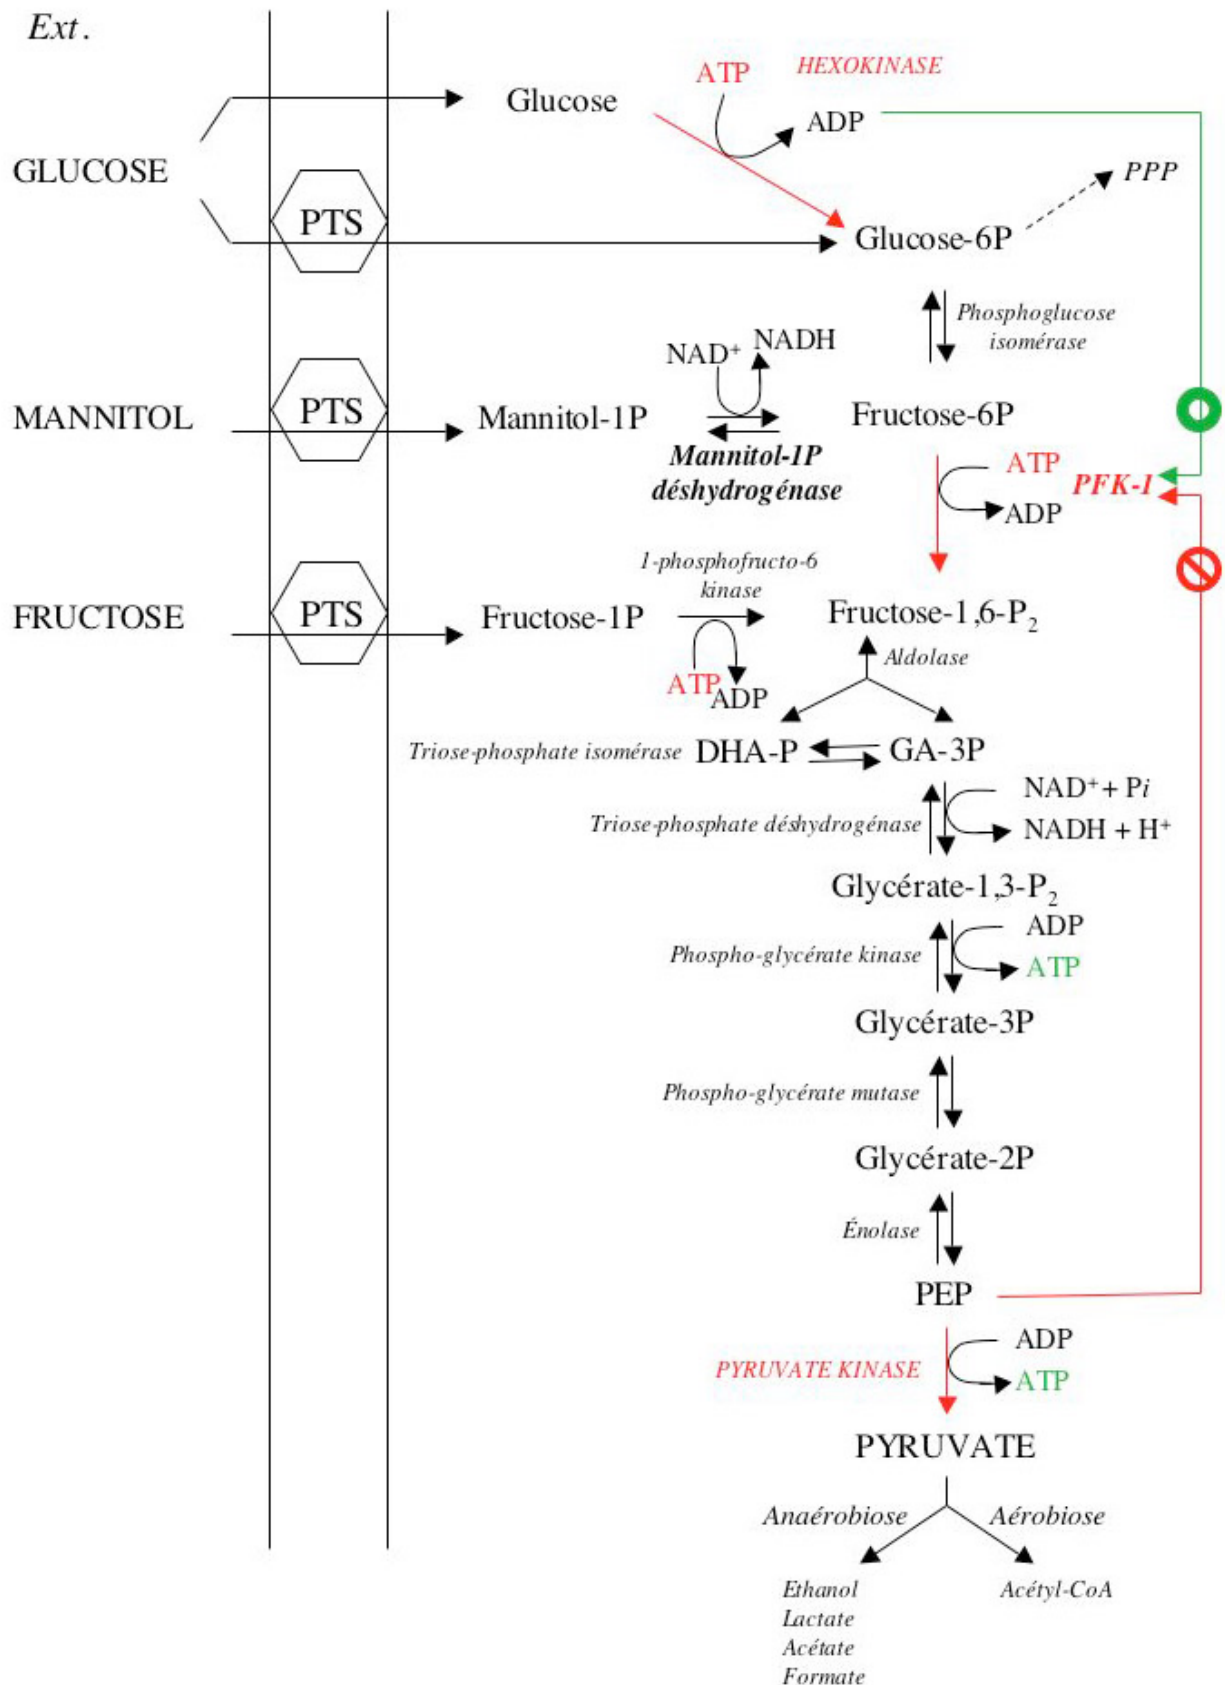 Ext.
ATP
HEXOKINASE
Glucose
ADP
GLUCOSE
PTS
PPP
Glucose-6P
Phosphoglucose
isomérase
NAD+
NADH
MANNITOL
PTS
Mannitol-1P
Fructose-6P
Mannitol-1P
déshydrogénase
ATP
PFK-1
ADP
1-phosphofructo-6
kinase
FRUCTOSE
PTS
Fructose-1P
Fructose-1,6-P2
ATP
ADP
Aldolase
Triose-phosphate isomérase
DHA-P
GA-3P
NAD+ + Pi
Triose-phosphate déshydrogénase
NADH + H+
Glycérate-1,3-P2
ADP
Phospho-glycérate kinase
ATP
Glycérate-3P
Phospho-glycérate mutase
Glycérate-2P
Énolase
PEP
ADP
PYRUVATE KINASE
ATP
PYRUVATE
Anaérobiose
Aérobiose
Ethanol
Acétyl-CoA
Lactate
Acétate
Formate